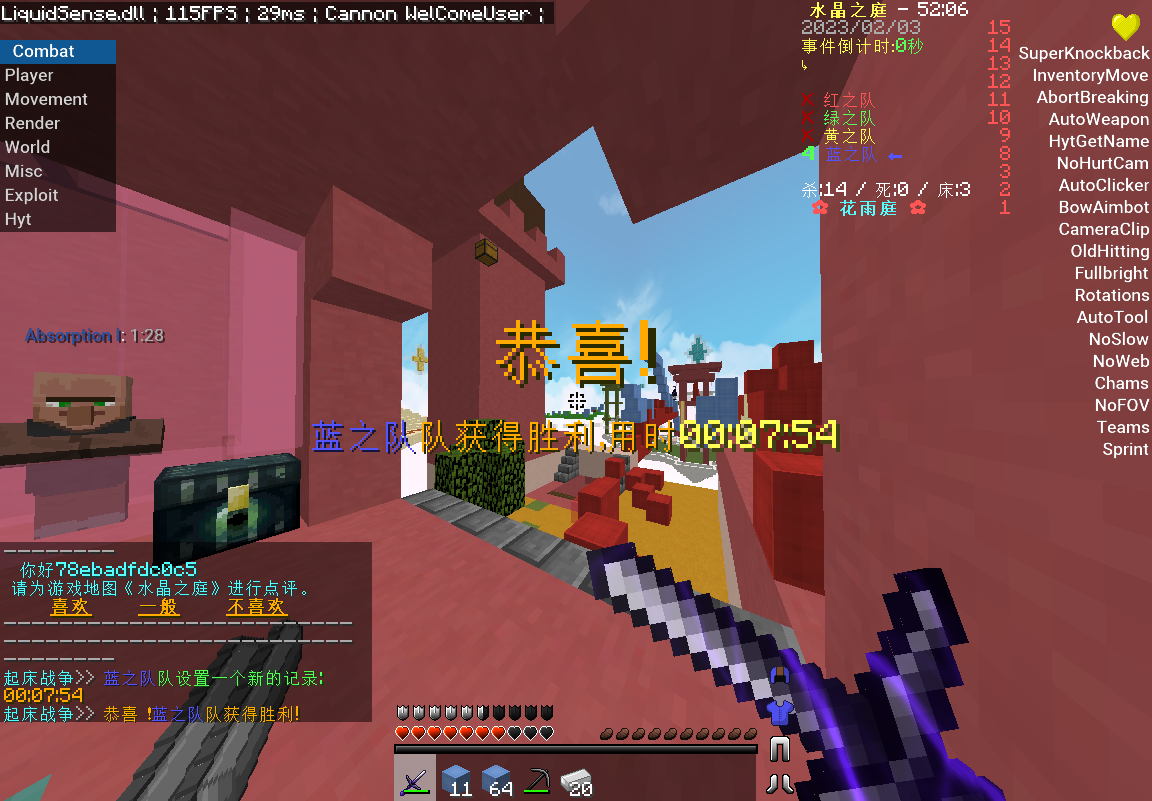 LiquidSense.dll ¦ 115FPS ¦ 29ms ¦ Cannon WelComeUser ¦
Combat
Player
Movement
Render
World
Misc
Exploit
Hyt
水晶之庭 - 52:06
2023/02/03 15
事件倒计时:0秒 14
13
12
红之队 11
绿之队 10
黄之队 9
4 蓝之队 ← 8
3
杀:14 / 死:0 / 床:3 2
✿ 花雨庭 ✿ 1
SuperKnockback
InventoryMove
AbortBreaking
AutoWeapon
HytGetName
NoHurtCam
AutoClicker
BowAimbot
CameraClip
OldHitting
Fullbright
Rotations
AutoTool
NoSlow
NoWeb
Chams
NoFOV
Teams
Sprint
Absorption I: 1:28
恭喜!
蓝之队队获得胜利,用时00:07:54
你好78ebadfdc0c5
请为游戏地图《水晶之庭》进行点评。
喜欢 一般 不喜欢
起床战争>> 蓝之队队设置一个新的记录:
00:07:54
起床战争>> 恭喜 !蓝之队队获得胜利!
11 64 20